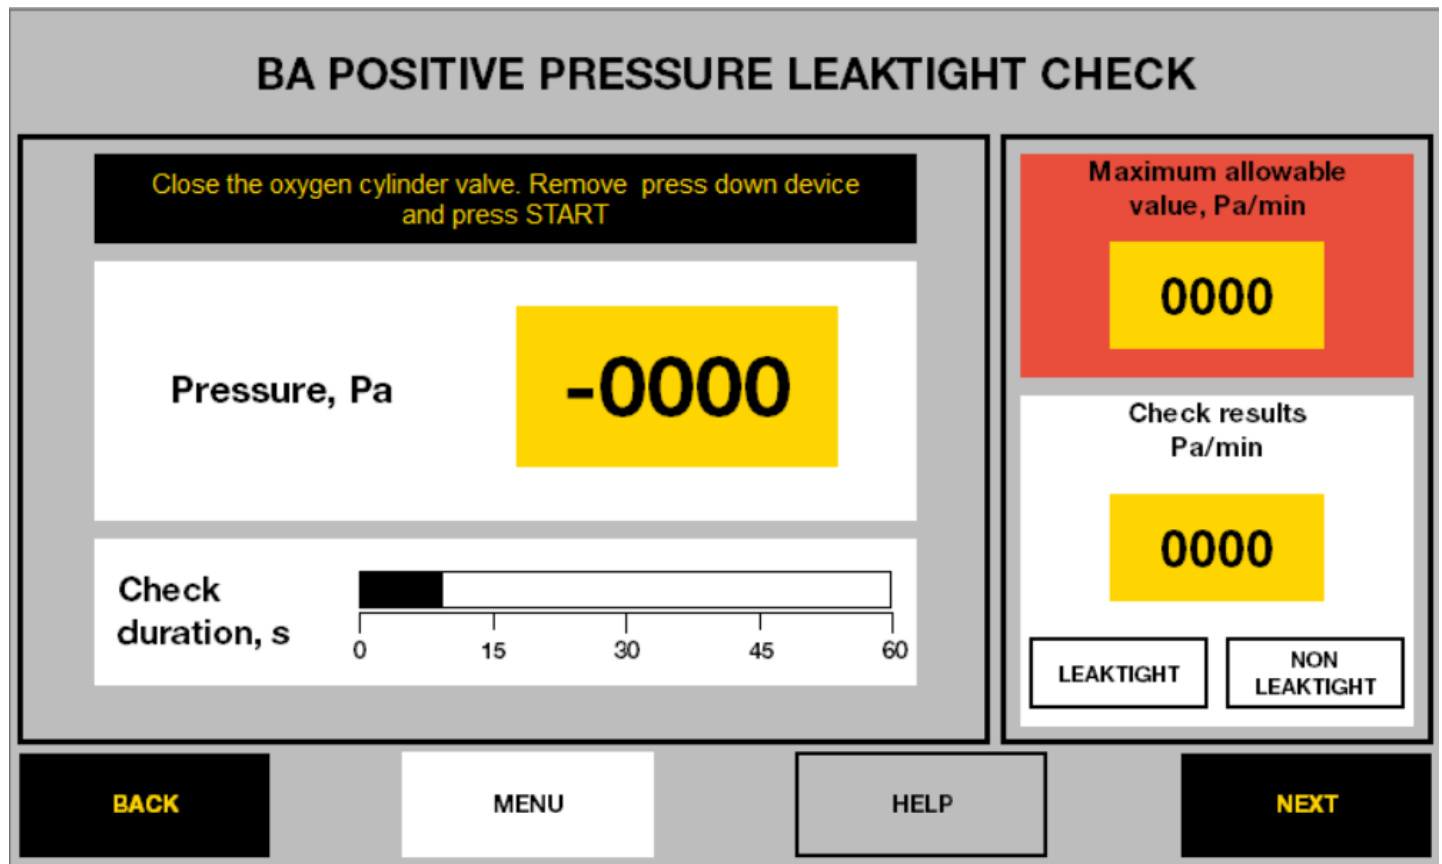 BA POSITIVE PRESSURE LEAKTIGHT CHECK
Close the oxygen cylinder valve. Remove  press down device
and press START
Pressure, Pa
-0000
Check
duration, s
0 15 30 45 60
Maximum allowable
value, Pa/min
0000
Check results
Pa/min
0000
LEAKTIGHT
NON
LEAKTIGHT
BACK
MENU
HELP
NEXT